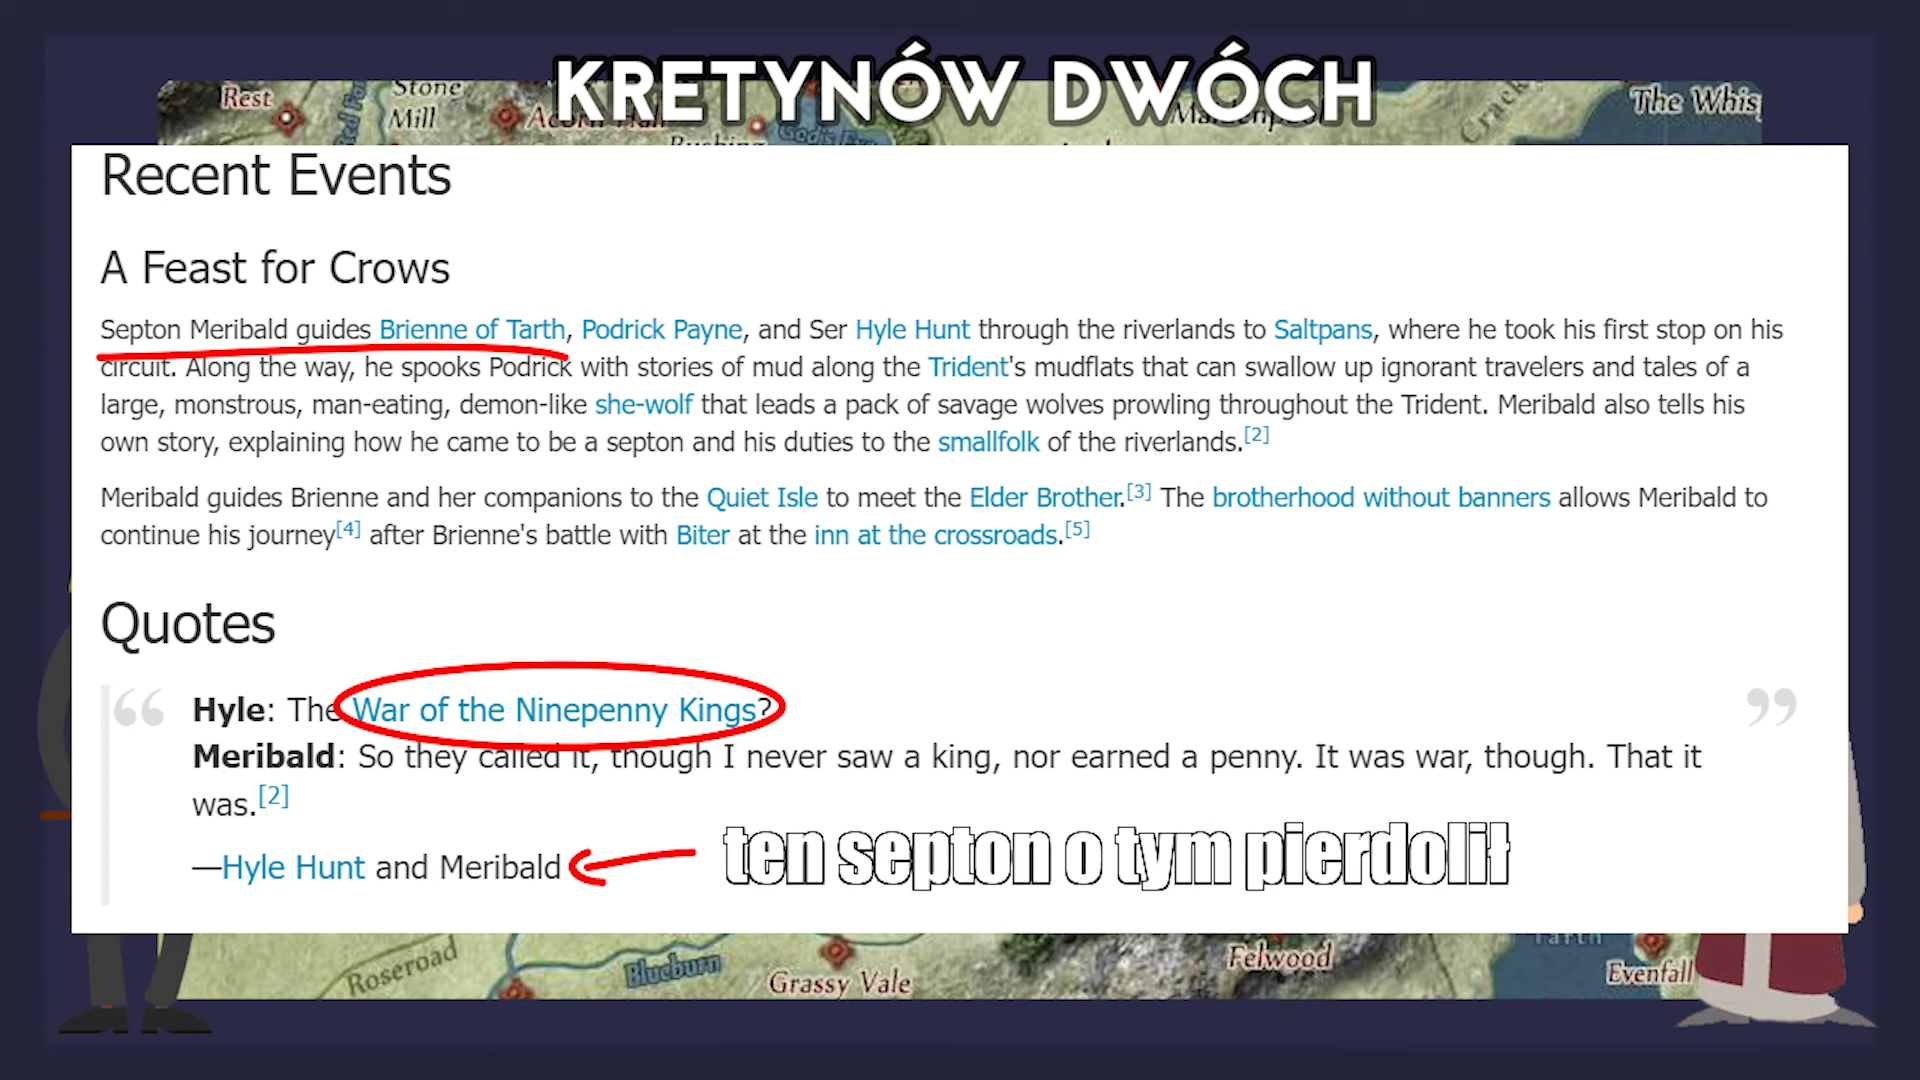 KRETYNÓW DWÓCH
Rest
Stone
Mill
The Whis
Recent Events
A Feast for Crows
Septon Meribald guides Brienne of Tarth, Podrick Payne, and Ser Hyle Hunt through the riverlands to Saltpans, where he took his first stop on his
circuit. Along the way, he spooks Podrick with stories of mud along the Trident's mudflats that can swallow up ignorant travelers and tales of a
large, monstrous, man-eating, demon-like she-wolf that leads a pack of savage wolves prowling throughout the Trident. Meribald also tells his
own story, explaining how he came to be a septon and his duties to the smallfolk of the riverlands.[2]
Meribald guides Brienne and her companions to the Quiet Isle to meet the Elder Brother.[3] The brotherhood without banners allows Meribald to
continue his journey[4] after Brienne's battle with Biter at the inn at the crossroads.[5]
Quotes
“ Hyle: The War of the Ninepenny Kings? ”
Meribald: So they called it, though I never saw a king, nor earned a penny. It was war, though. That it
was.[2]
—Hyle Hunt and Meribald
ten septon o tym pierdolił
Roseroad
Blueburn
Grassy Vale
Felwood
Tarth
Evenfall